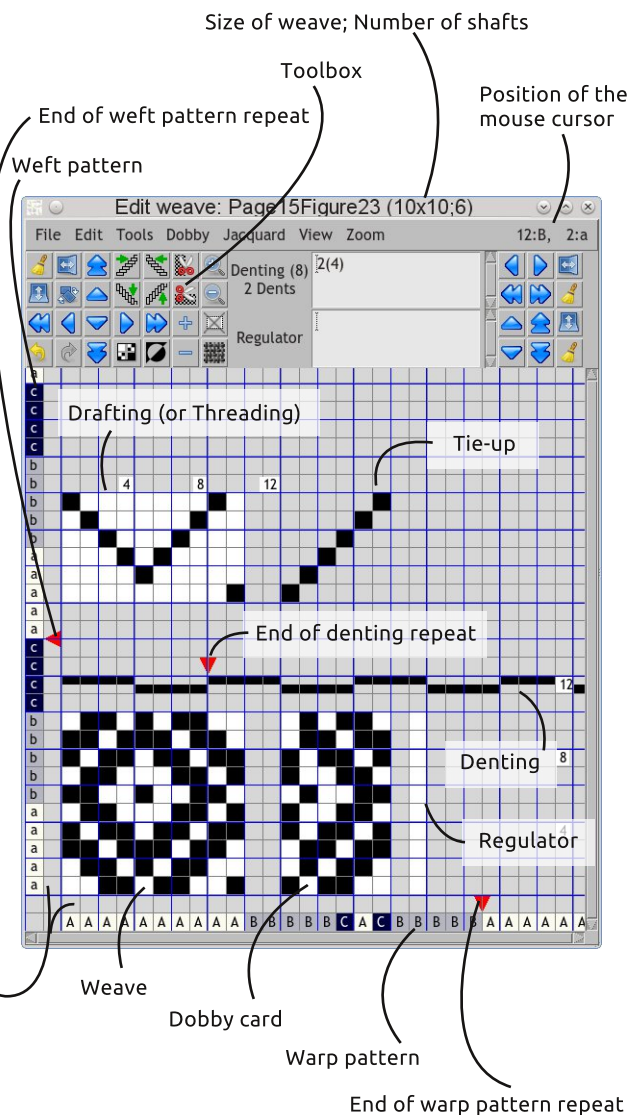 Size of weave; Number of shafts
Toolbox
Position of the
mouse cursor
End of weft pattern repeat
Weft pattern
Edit weave: Page15Figure23 (10x10;6)
File Edit Tools Dobby Jacquard View Zoom 12:B, 2:a
Denting (8)
2 Dents
2(4)
Regulator
a
c
c
Drafting (or Threading)
c
c
Tie-up
b
b
4 8 12
b
b
b
a
a
a
a
a
End of denting repeat
c
c
c
12
c
b
b
b
Denting
8
b
b
a
a
4
Regulator
a
a
a
A A A A A A A A A A B B B B B C A C B B B B B A A A A A A
Weave
Dobby card
Warp pattern
End of warp pattern repeat